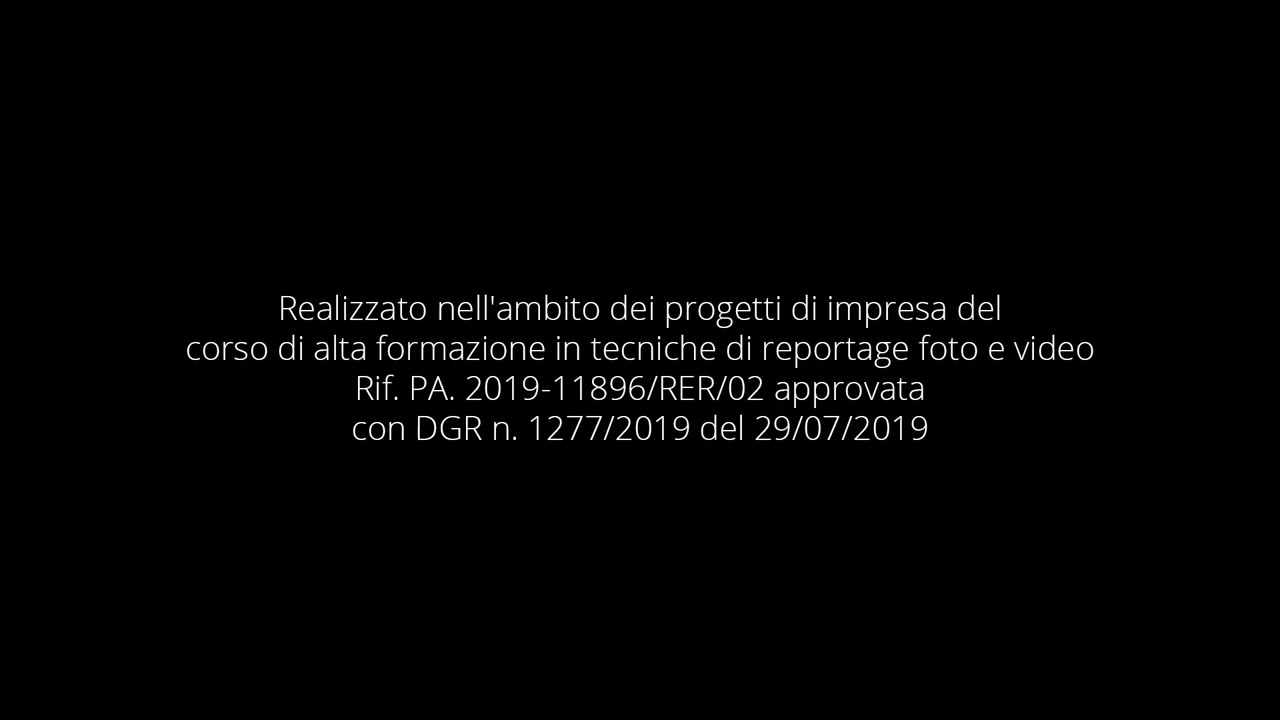 Realizzato nell'ambito dei progetti di impresa del
corso di alta formazione in tecniche di reportage foto e video
Rif. PA. 2019-11896/RER/02 approvata
con DGR n. 1277/2019 del 29/07/2019